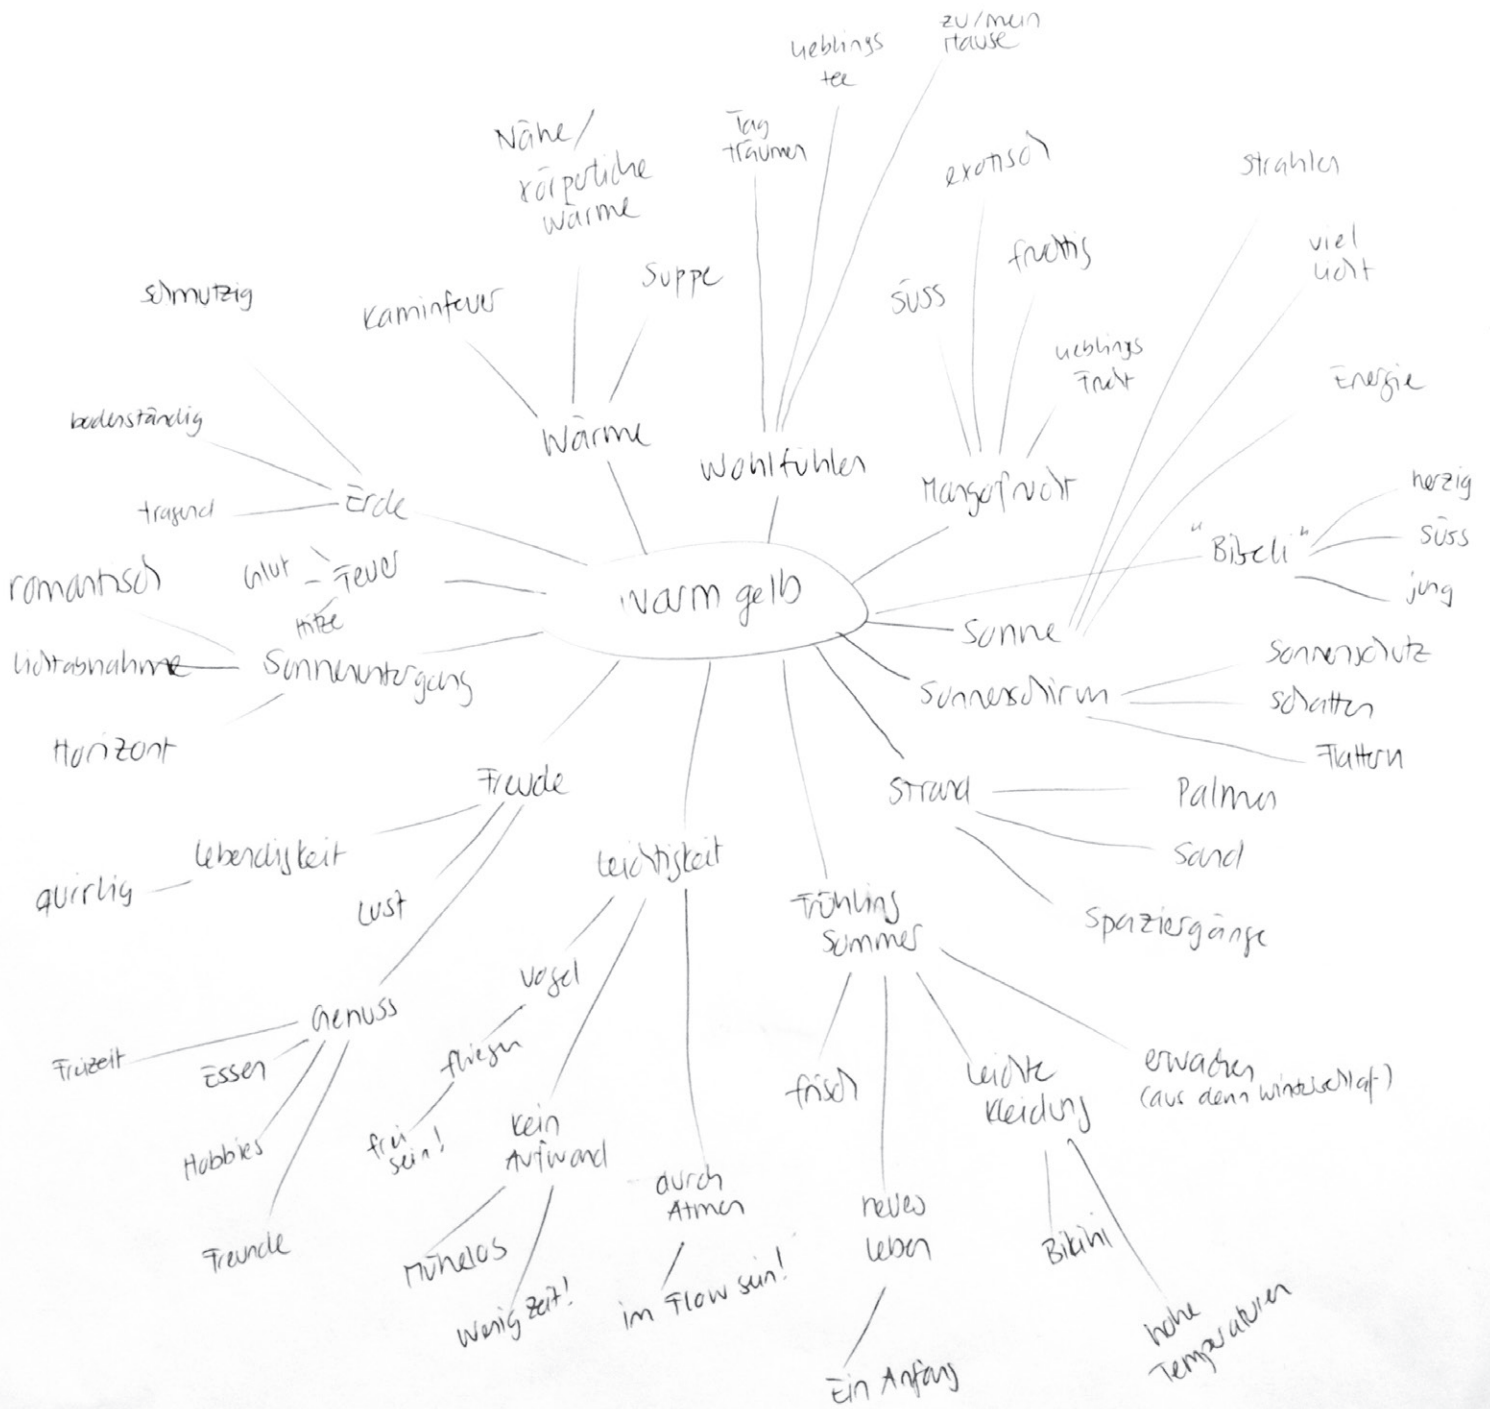 zu/mein
Hause
lieblings
tee
Nähe/
körperliche
wärme
Tag
träumen
exotisch
strahlen
viel
licht
fruchtig
süss
Suppe
schmutzig
Kaminfeuer
lieblings
Frucht
Energie
bodenständig
Wärme
Wohlfühlen
Mangofrucht
herzig
süss
jung
"Bibeli"
tragend
Erde
Glut
Feuer
Hitze
romantisch
warm gelb
Sonne
lichtabnahme
Sonnenuntergang
Sonnenschirm
Sonnenschutz
schatten
Flattern
Horizont
Freude
Strand
Palmen
Sand
Spaziergänge
quirlig
lebendigkeit
Lust
leichtigkeit
Frühling
Sommer
Vogel
fliegen
frei
sein!
Genuss
Freizeit
Essen
Hobbies
Freunde
kein
Aufwand
Mühelos
wenig zeit!
durch
Atmen
im Flow sein!
frisch
neues
leben
Ein Anfang
leichte
Kleidung
Bikini
hohe
Temperaturen
erwachen
(aus denn winterschlaf)